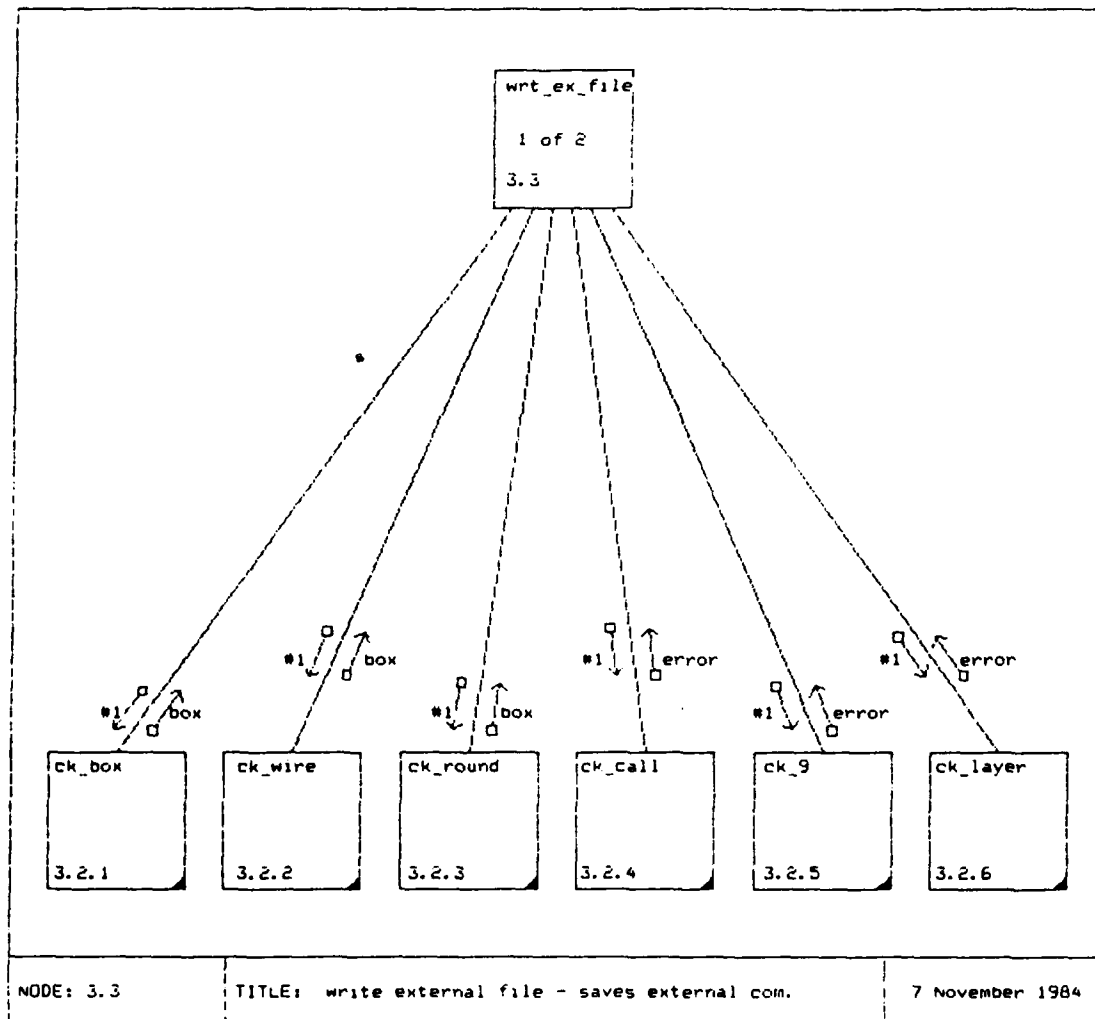 wrt_ex_file
1 of 2
3.3
#1 box
#1 box
#1 box
#1 error
#1 error
#1 error
ck_box
ck_wire
ck_round
ck_call
ck_9
ck_layer
3.2.1
3.2.2
3.2.3
3.2.4
3.2.5
3.2.6
NODE: 3.3
TITLE: write external file - saves external com.
7 November 1984